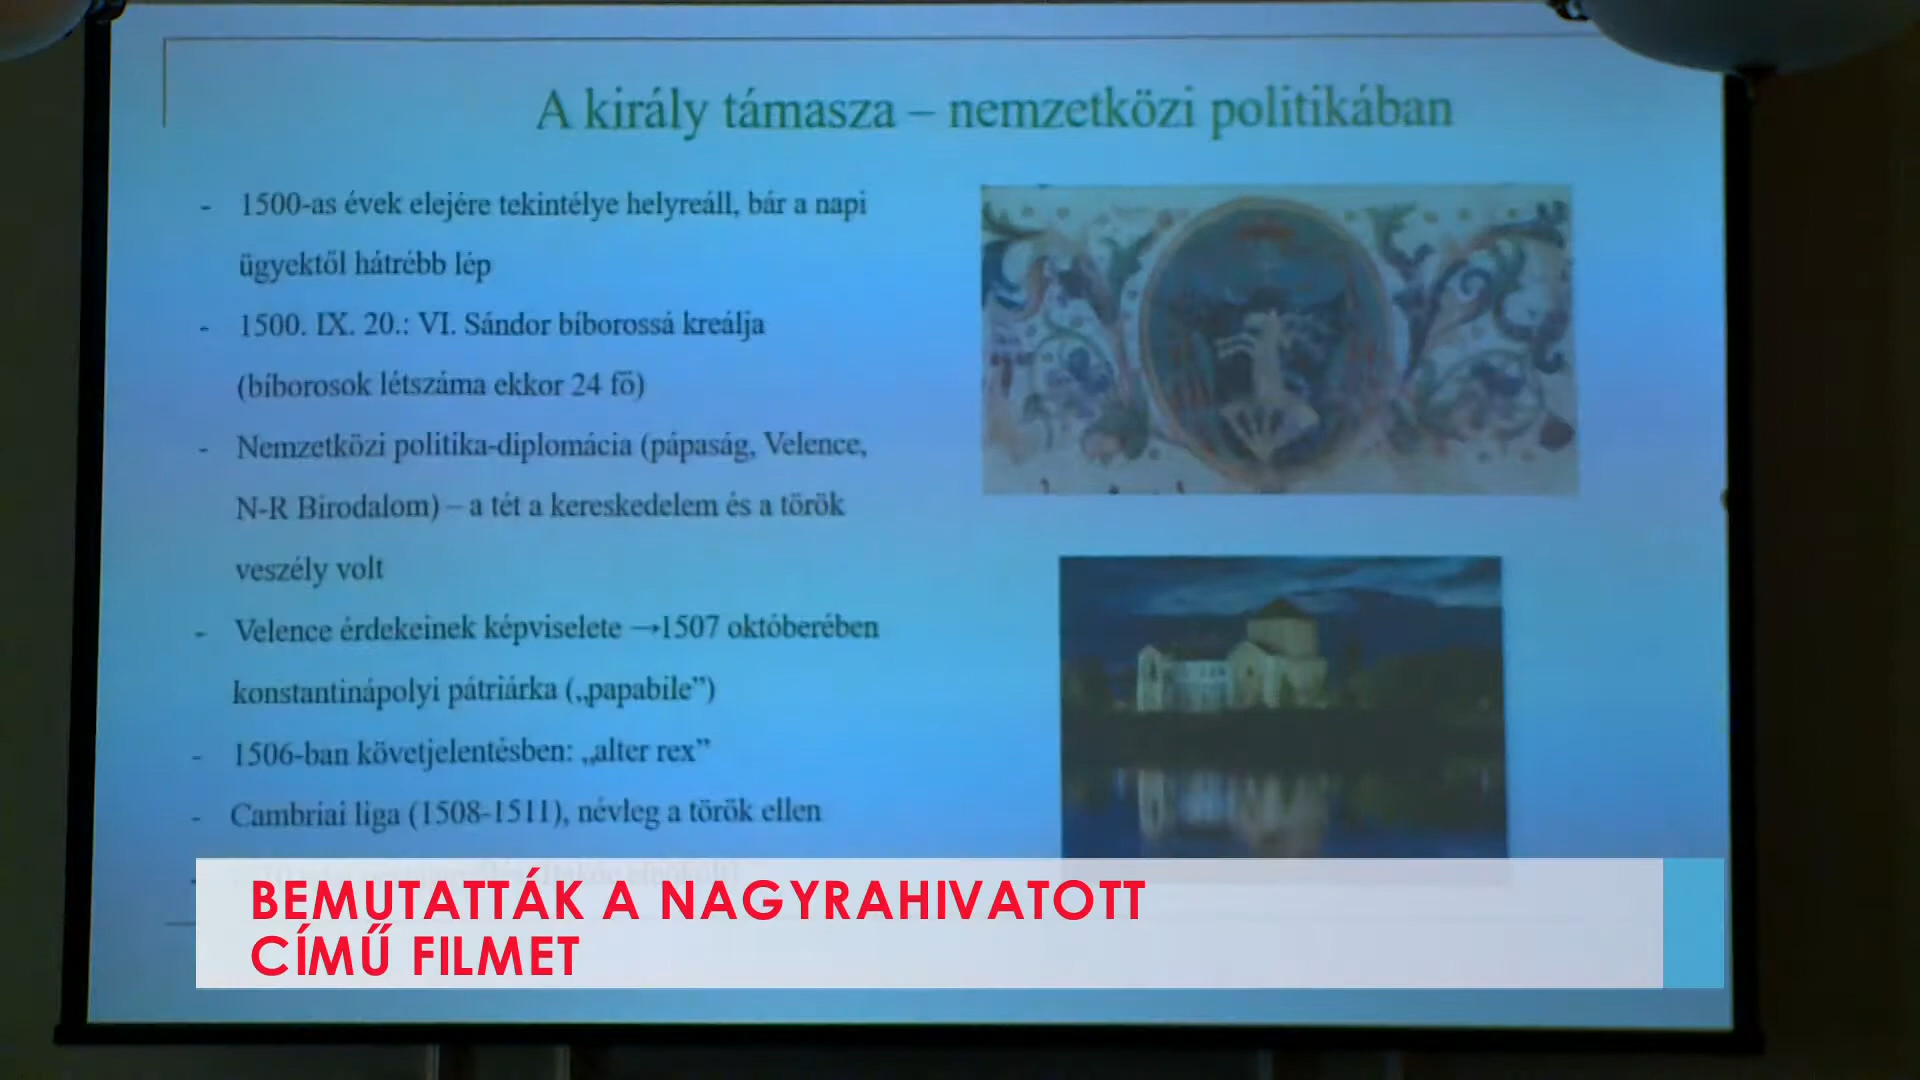 A király támasza – nemzetközi politikában
- 1500-as évek elejére tekintélye helyreáll, bár a napi
ügyektől hátrébb lép
- 1500. IX. 20.: VI. Sándor bíborossá kreálja
(bíborosok létszáma ekkor 24 fő)
- Nemzetközi politika-diplomácia (pápaság, Velence,
N-R Birodalom) – a tét a kereskedelem és a török
veszély volt
- Velence érdekeinek képviselete →1507 októberében
konstantinápolyi pátriárka („papabile”)
- 1506-ban követjelentésben: „alter rex”
- Cambriai liga (1508-1511), névleg a török ellen
BEMUTATTÁK A NAGYRAHIVATOTT
CÍMŰ FILMET